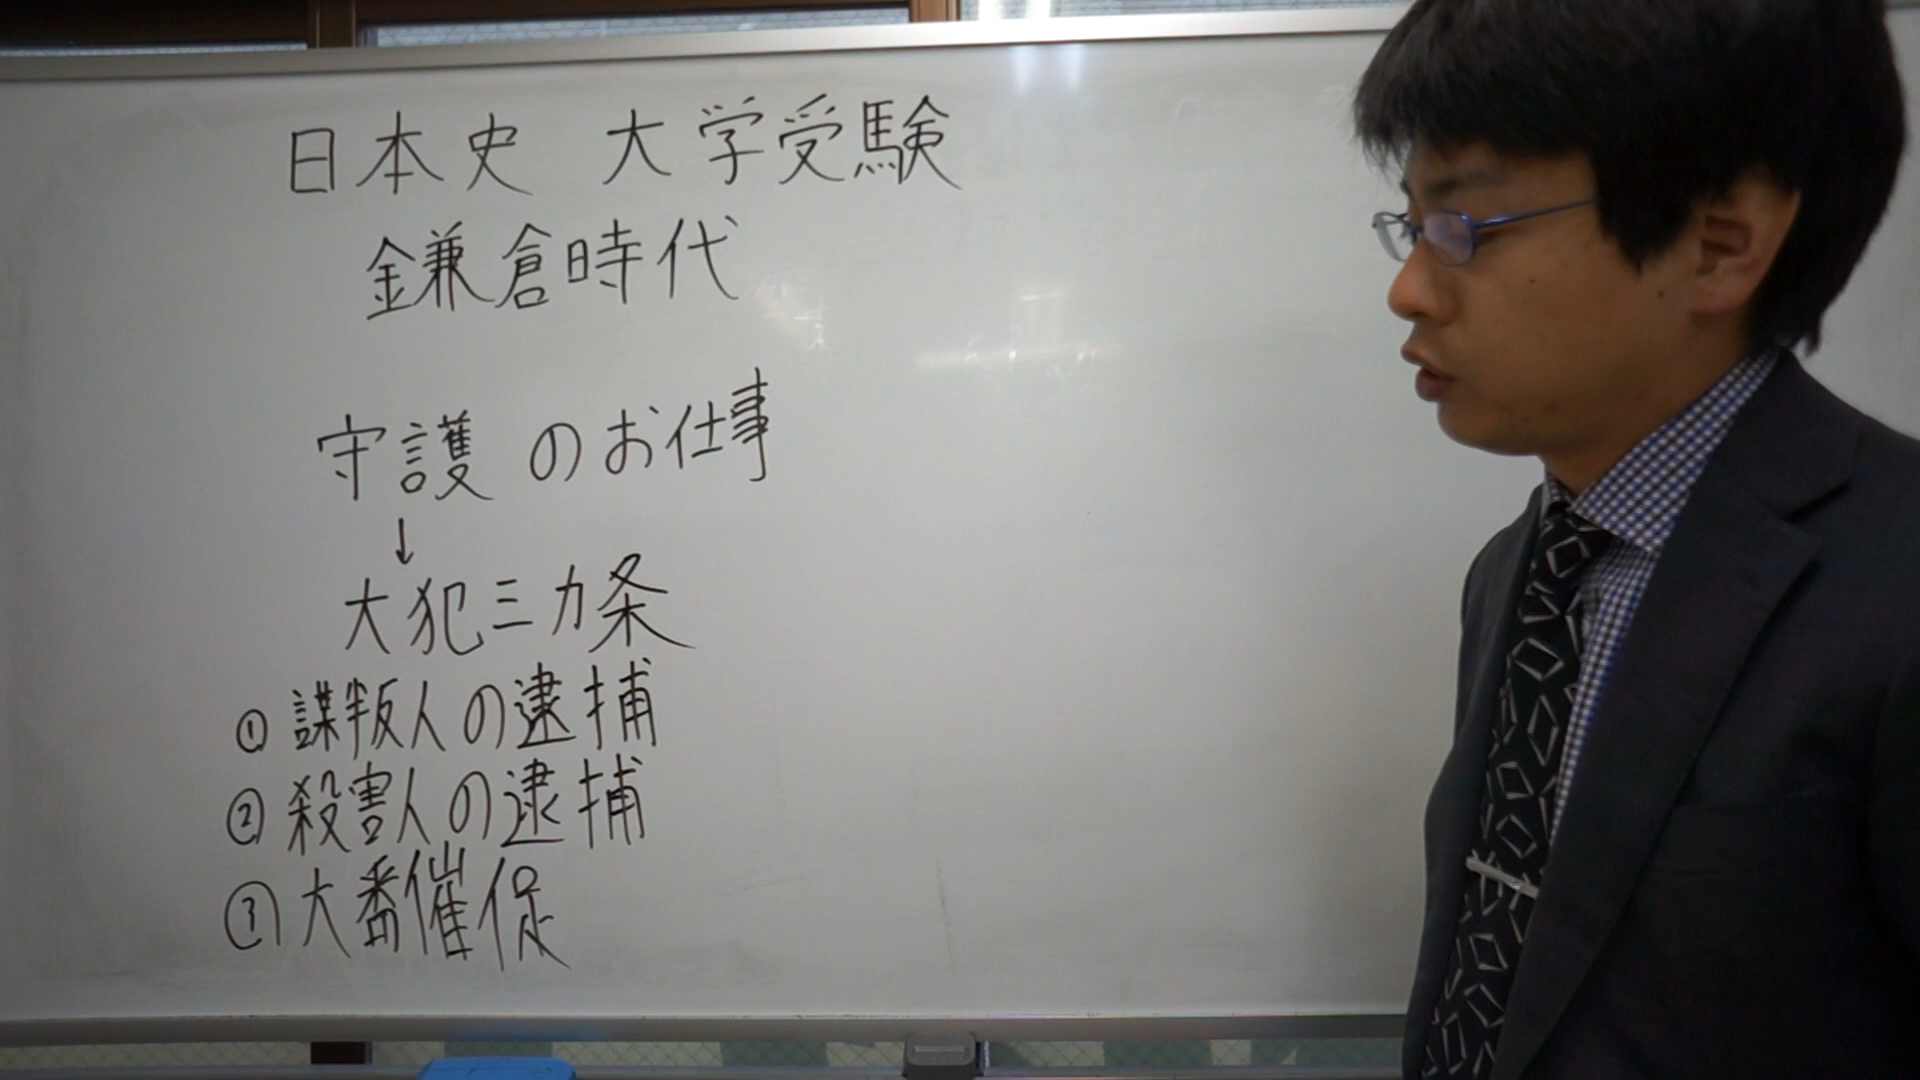 日本史 大学受験
鎌倉時代
守護のお仕事
↓
大犯三カ条
① 謀叛人の逮捕
② 殺害人の逮捕
③ 大番催促